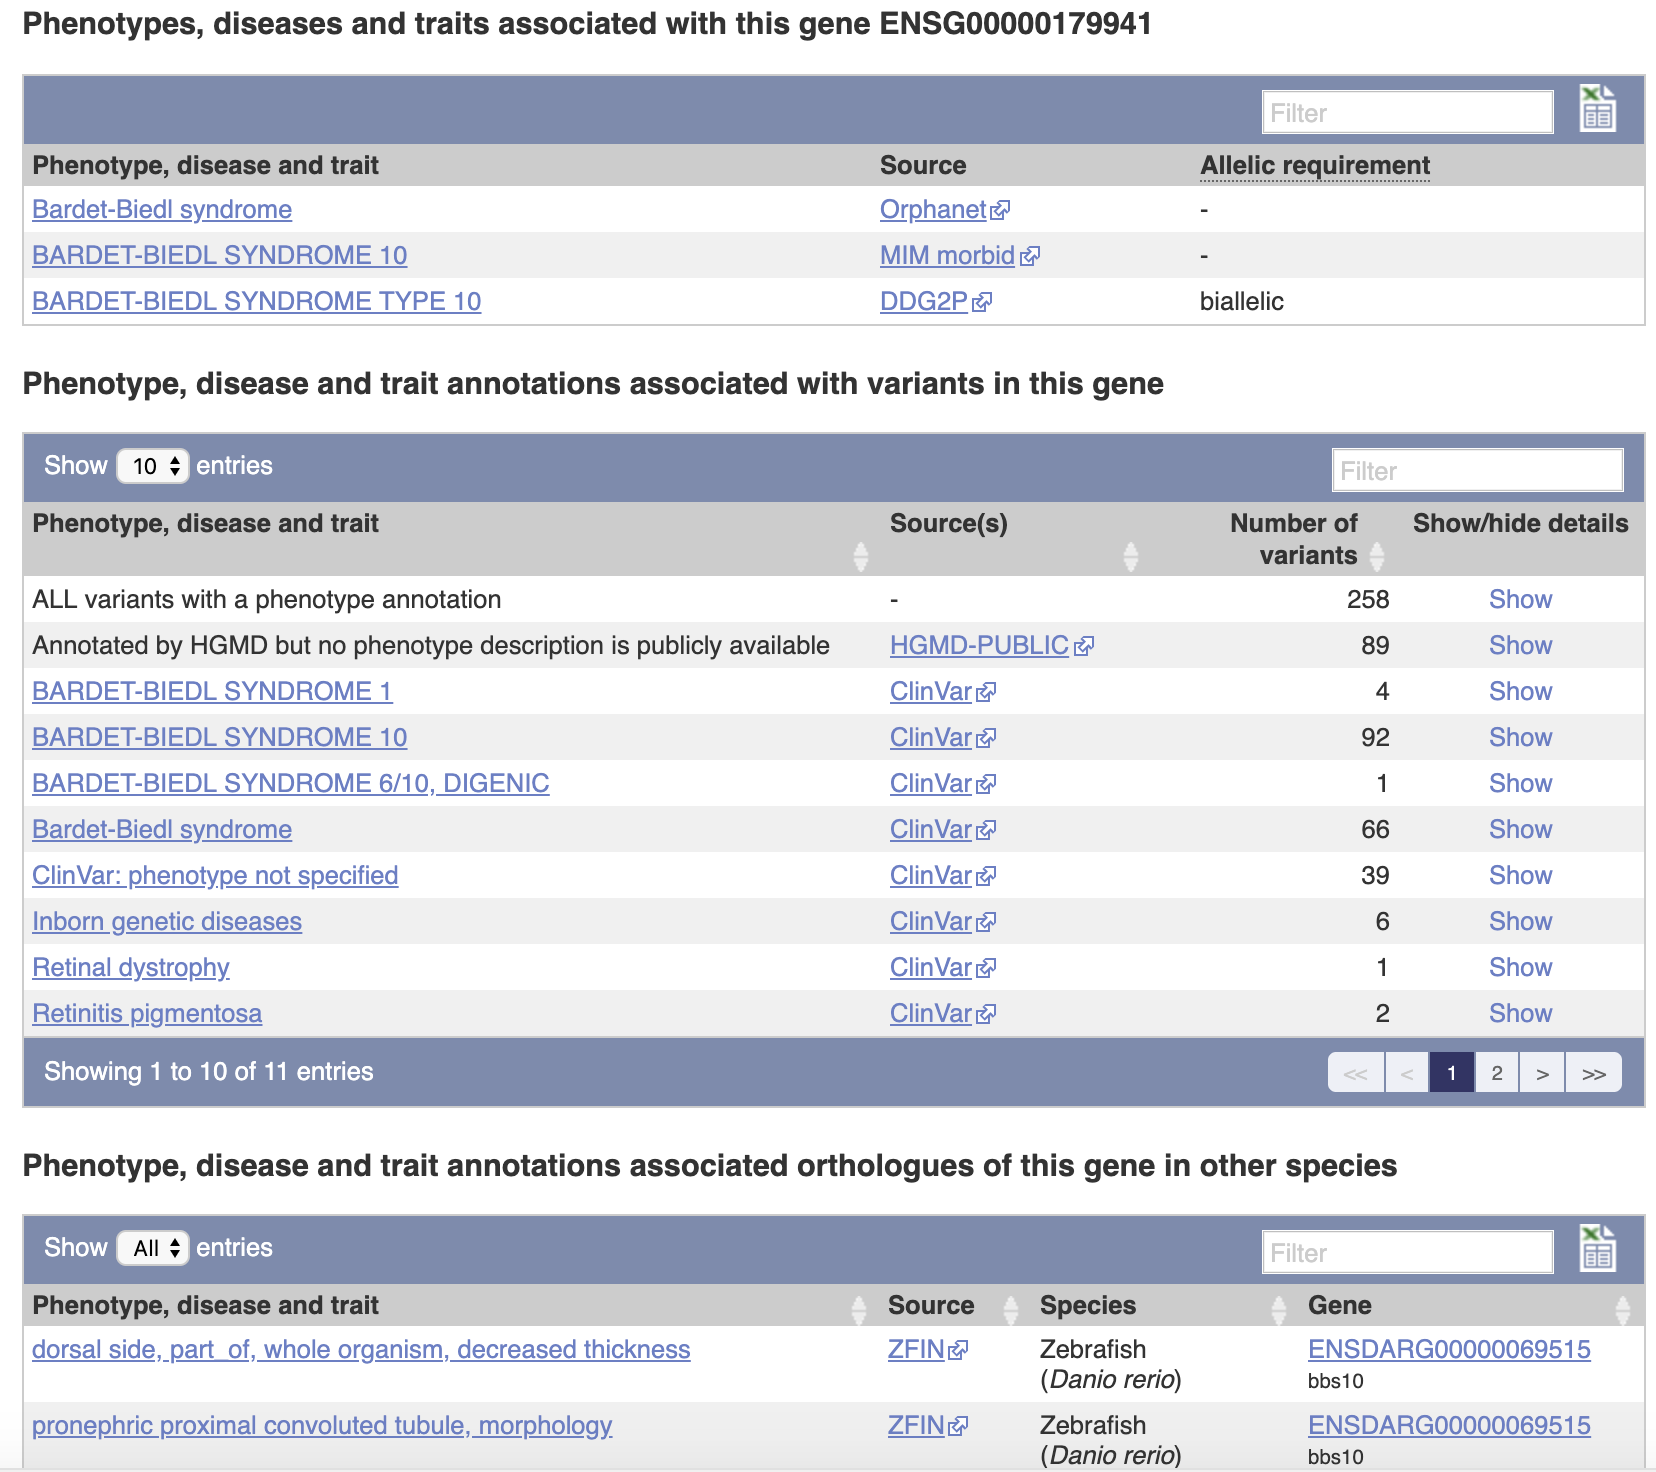 Phenotypes, diseases and traits associated with this gene ENSG00000179941
Filter
Phenotype, disease and trait Source Allelic requirement
Bardet-Biedl syndrome Orphanet -
BARDET-BIEDL SYNDROME 10 MIM morbid -
BARDET-BIEDL SYNDROME TYPE 10 DDG2P biallelic
Phenotype, disease and trait annotations associated with variants in this gene
Show 10 entries Filter
Phenotype, disease and trait Source(s) Number of Show/hide details
variants
ALL variants with a phenotype annotation - 258 Show
Annotated by HGMD but no phenotype description is publicly available HGMD-PUBLIC 89 Show
BARDET-BIEDL SYNDROME 1 ClinVar 4 Show
BARDET-BIEDL SYNDROME 10 ClinVar 92 Show
BARDET-BIEDL SYNDROME 6/10, DIGENIC ClinVar 1 Show
Bardet-Biedl syndrome ClinVar 66 Show
ClinVar: phenotype not specified ClinVar 39 Show
Inborn genetic diseases ClinVar 6 Show
Retinal dystrophy ClinVar 1 Show
Retinitis pigmentosa ClinVar 2 Show
Showing 1 to 10 of 11 entries << < 1 2 > >>
Phenotype, disease and trait annotations associated orthologues of this gene in other species
Show All entries Filter
Phenotype, disease and trait Source Species Gene
dorsal side, part_of, whole organism, decreased thickness ZFIN Zebrafish ENSDARG00000069515
(Danio rerio) bbs10
pronephric proximal convoluted tubule, morphology ZFIN Zebrafish ENSDARG00000069515
(Danio rerio) bbs10